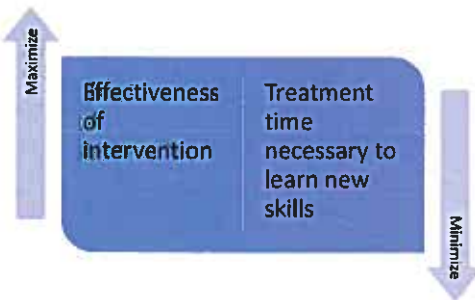 Maximize
Effectiveness
of
intervention
Treatment
time
necessary to
learn new
skills
Minimize